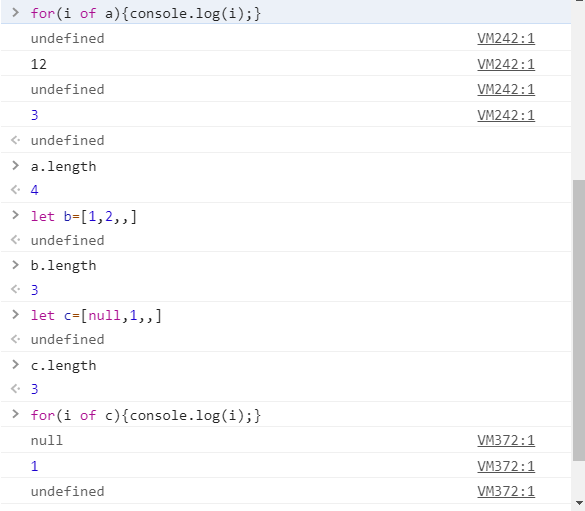 > for(i of a){console.log(i);}
undefined VM242:1
12 VM242:1
undefined VM242:1
3 VM242:1
undefined
> a.length
4
> let b=[1,2,,]
undefined
> b.length
3
> let c=[null,1,,]
undefined
> c.length
3
> for(i of c){console.log(i);}
null VM372:1
1 VM372:1
undefined VM372:1